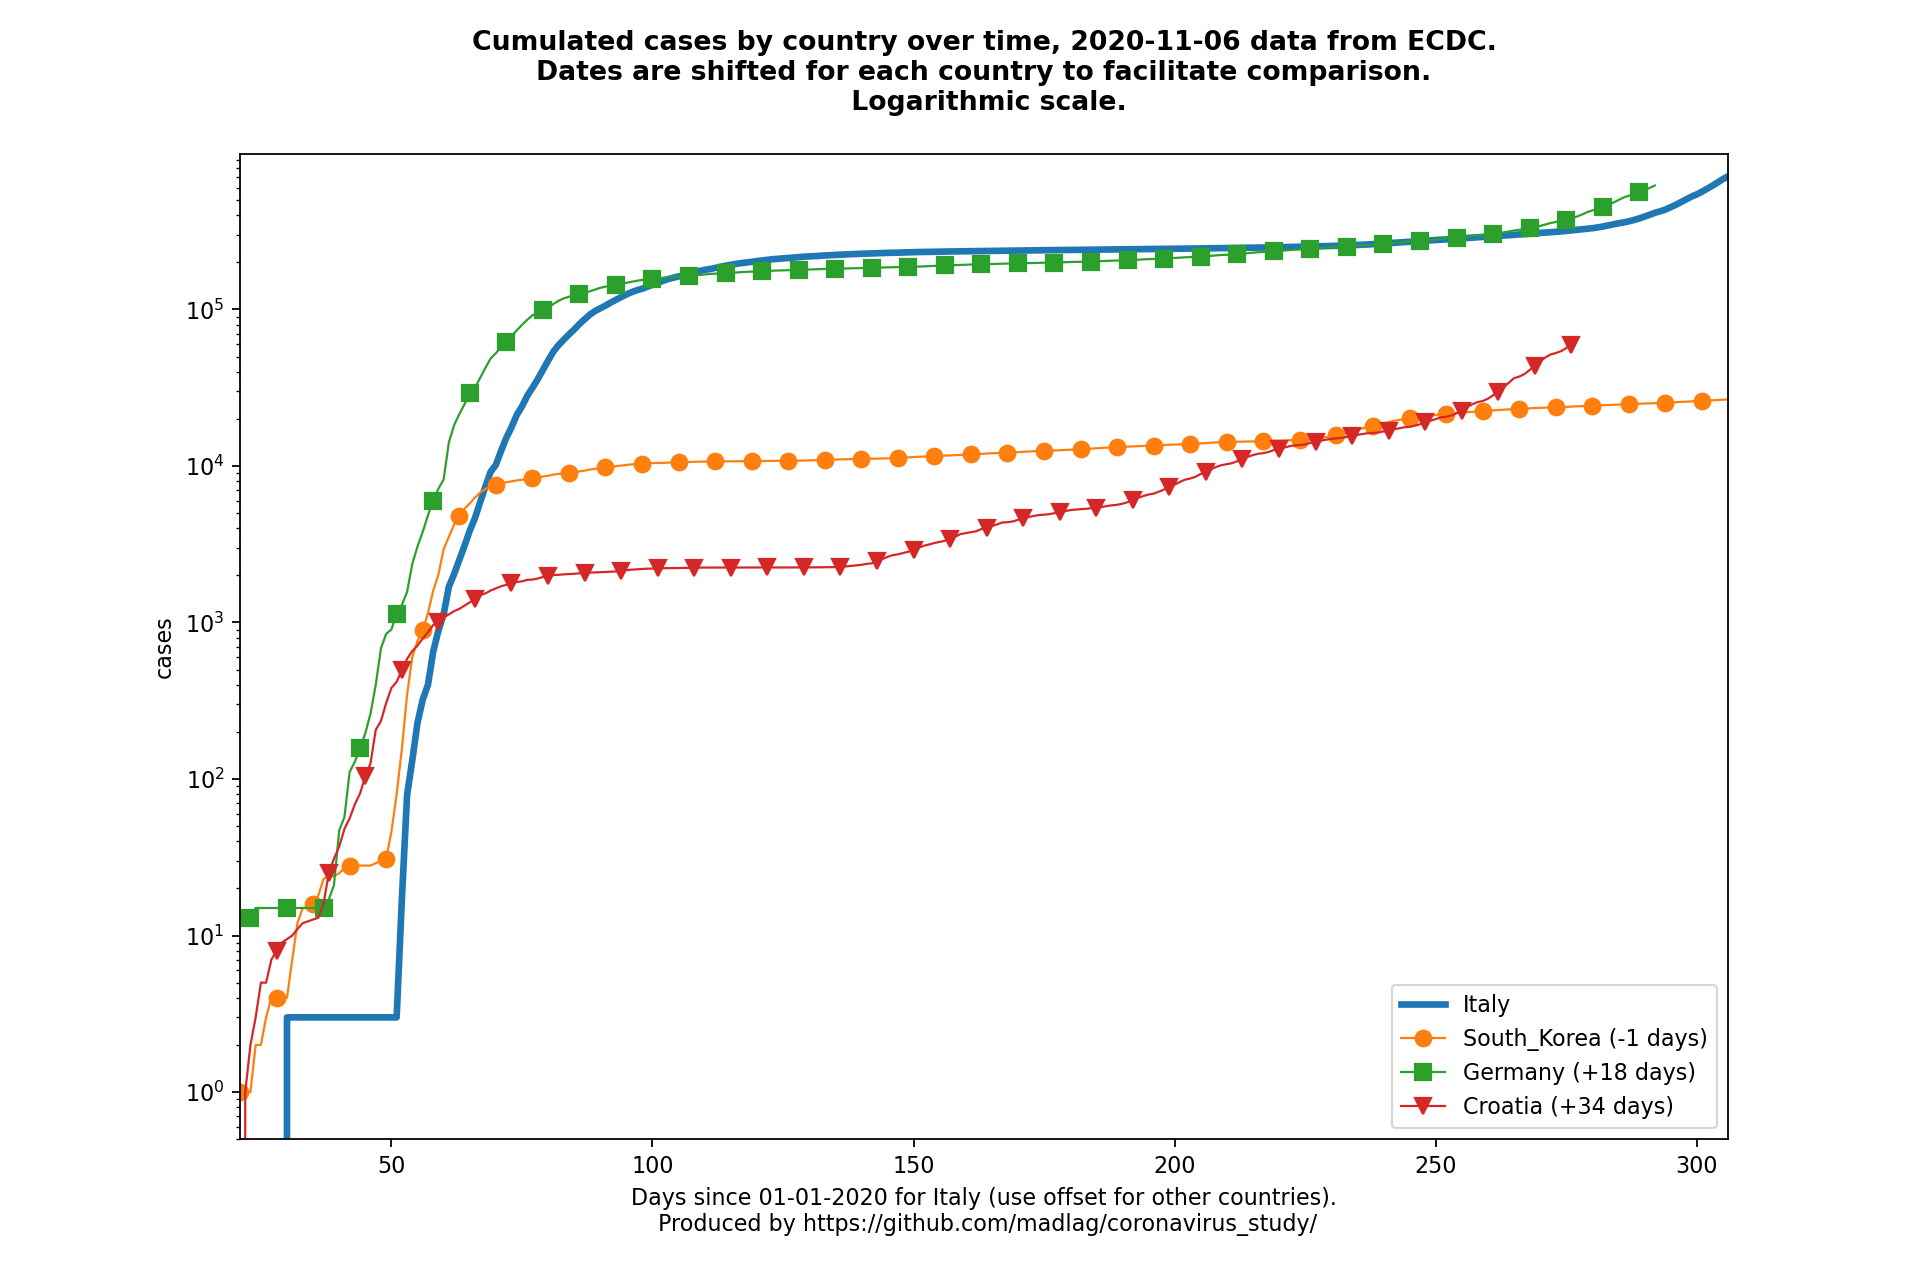 Cumulated cases by country over time, 2020-11-06 data from ECDC.
Dates are shifted for each country to facilitate comparison.
Logarithmic scale.
cases
10^5
10^4
10^3
10^2
10^1
10^0
Italy
South_Korea (-1 days)
Germany (+18 days)
Croatia (+34 days)
50 100 150 200 250 300
Days since 01-01-2020 for Italy (use offset for other countries).
Produced by https://github.com/madlag/coronavirus_study/